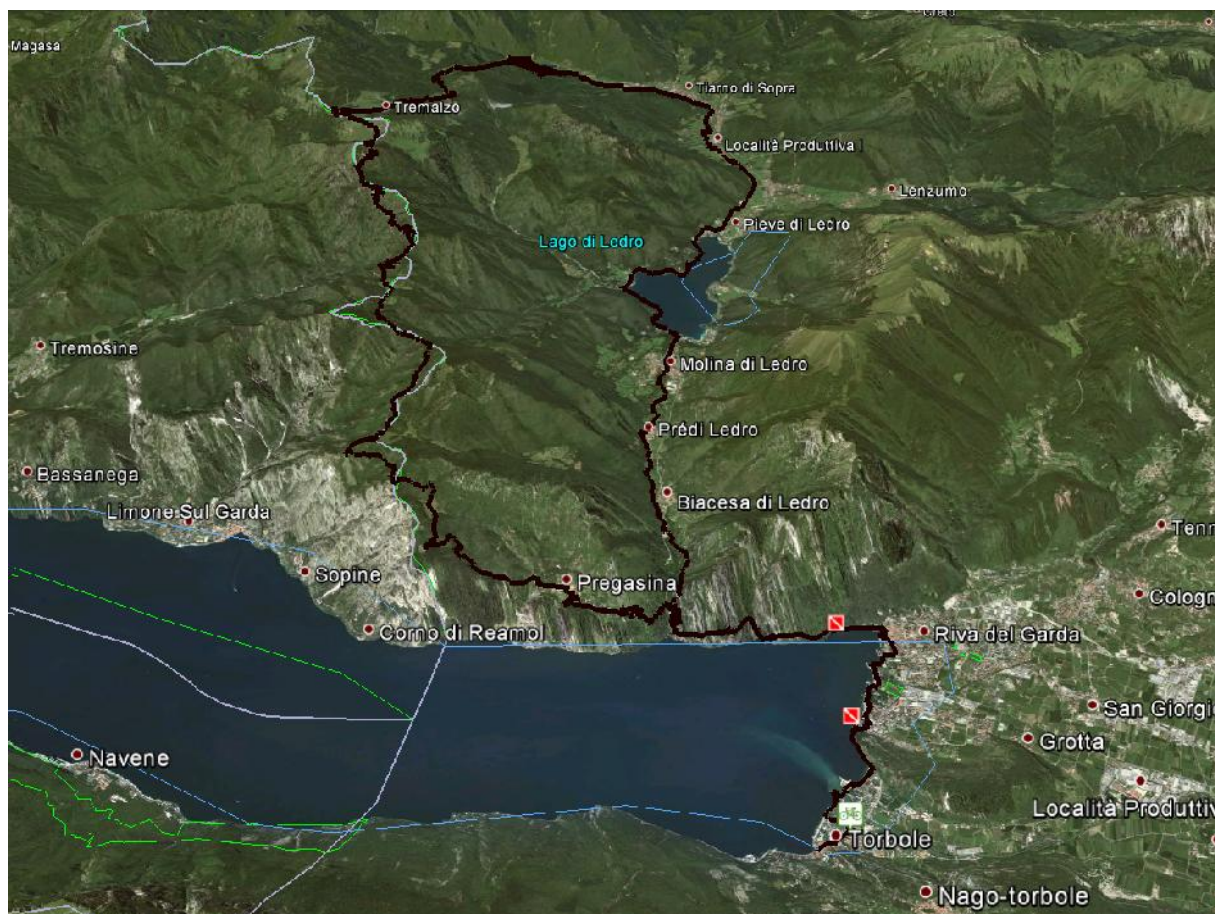 Magasa
Tiarno di Sopra
Tremalzo
Località Produttiva I
Lenzumo
Pieve di Ledro
Lago di Ledro
Tremosine
Molina di Ledro
Prèdi Ledro
Bassanega
Biacesa di Ledro
Limone Sul Garda
Tenn
Sopine
Pregasina
Cologn
Corno di Reamol
Riva del Garda
San Giorgio
Grotta
Navene
Località Produttiv
Torbole
Nago-torbole